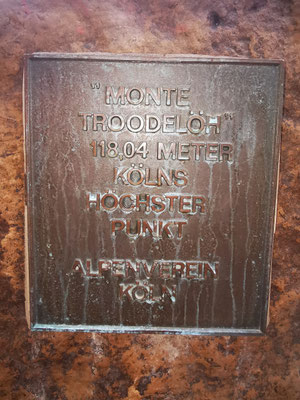 "MONTE
TROODELÖH"
118,04 METER
KÖLNS
HÖCHSTER
PUNKT
ALPENVEREIN
KÖLN